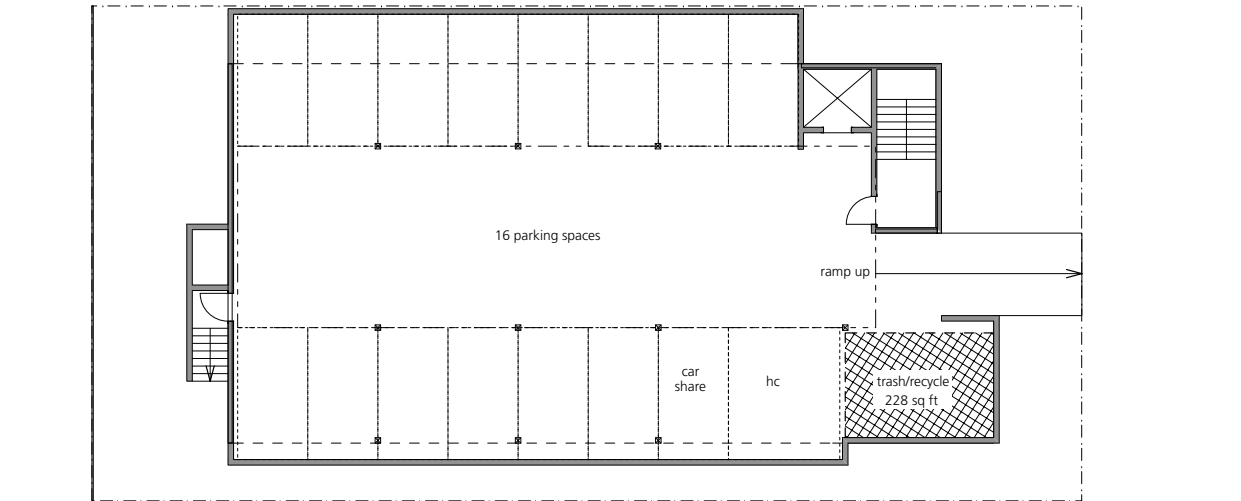 16 parking spaces
ramp up
car
share
hc
trash/recycle
228 sq ft